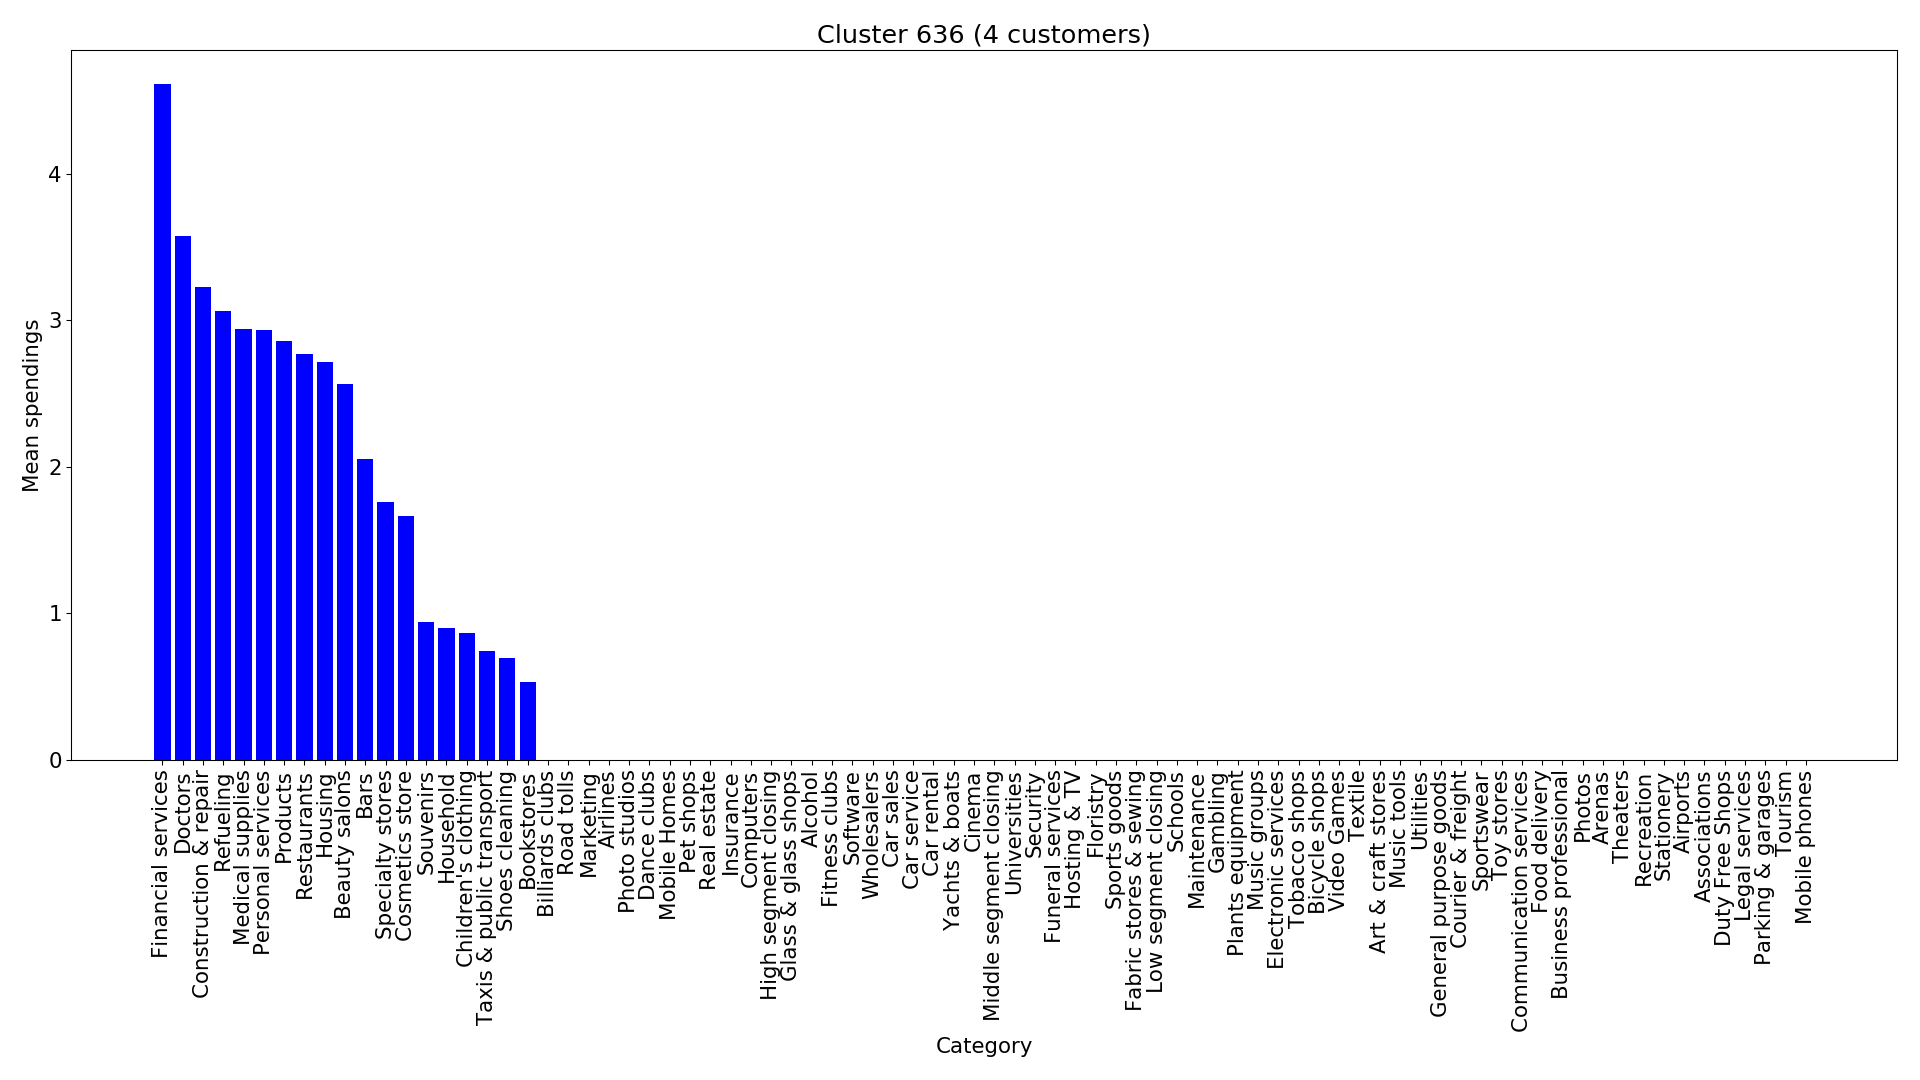 Cluster 636 (4 customers)
Mean spendings
4
3
2
1
0
Financial services
Doctors
Construction & repair
Refueling
Medical supplies
Personal services
Products
Restaurants
Housing
Beauty salons
Bars
Specialty stores
Cosmetics store
Souvenirs
Household
Children's clothing
Taxis & public transport
Shoes cleaning
Bookstores
Billiards clubs
Road tolls
Marketing
Airlines
Photo studios
Dance clubs
Mobile Homes
Pet shops
Real estate
Insurance
Computers
High segment closing
Glass & glass shops
Alcohol
Fitness clubs
Software
Wholesalers
Car sales
Car service
Car rental
Yachts & boats
Cinema
Middle segment closing
Universities
Security
Funeral services
Hosting & TV
Floristry
Sports goods
Fabric stores & sewing
Low segment closing
Schools
Maintenance
Gambling
Plants equipment
Music groups
Electronic services
Tobacco shops
Bicycle shops
Video Games
Textile
Art & craft stores
Music tools
Utilities
General purpose goods
Courier & freight
Sportswear
Toy stores
Communication services
Food delivery
Business professional
Photos
Arenas
Theaters
Recreation
Stationery
Airports
Associations
Duty Free Shops
Legal services
Parking & garages
Tourism
Mobile phones
Category